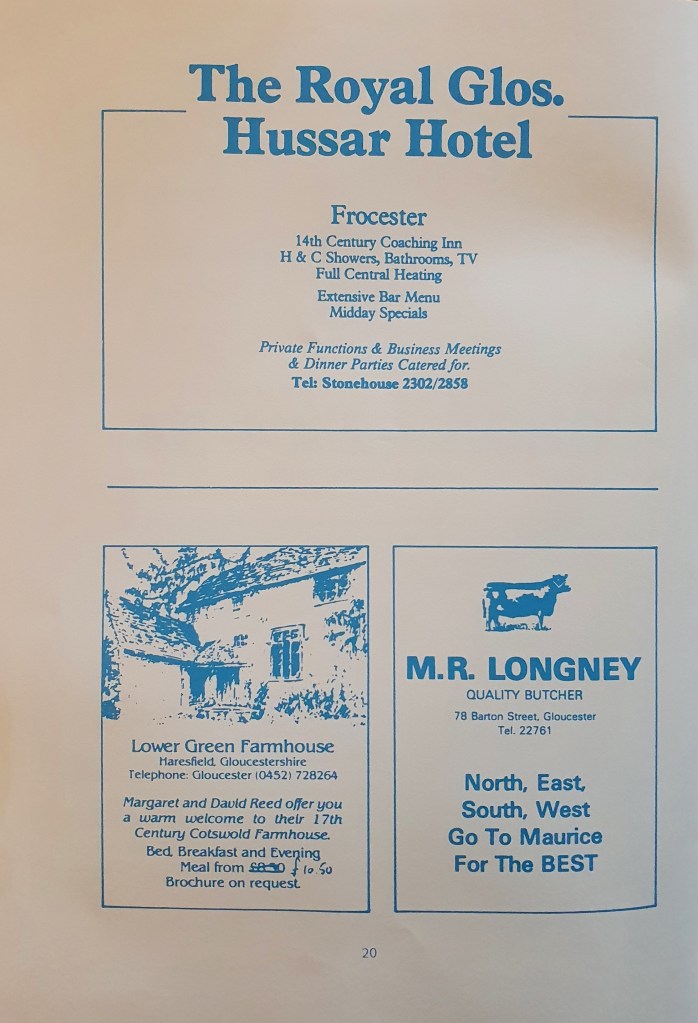 The Royal Glos.
Hussar Hotel
Frocester
14th Century Coaching Inn
H & C Showers, Bathrooms, TV
Full Central Heating
Extensive Bar Menu
Midday Specials
Private Functions & Business Meetings
& Dinner Parties Catered for.
Tel: Stonehouse 2302/2858
Lower Green Farmhouse
Haresfield, Gloucestershire
Telephone: Gloucester (0452) 728264
Margaret and David Reed offer you
a warm welcome to their 17th
Century Cotswold Farmhouse.
Bed, Breakfast and Evening
Meal from £10.50
Brochure on request.
M.R. LONGNEY
QUALITY BUTCHER
78 Barton Street, Gloucester
Tel. 22761
North, East,
South, West
Go To Maurice
For The BEST
20